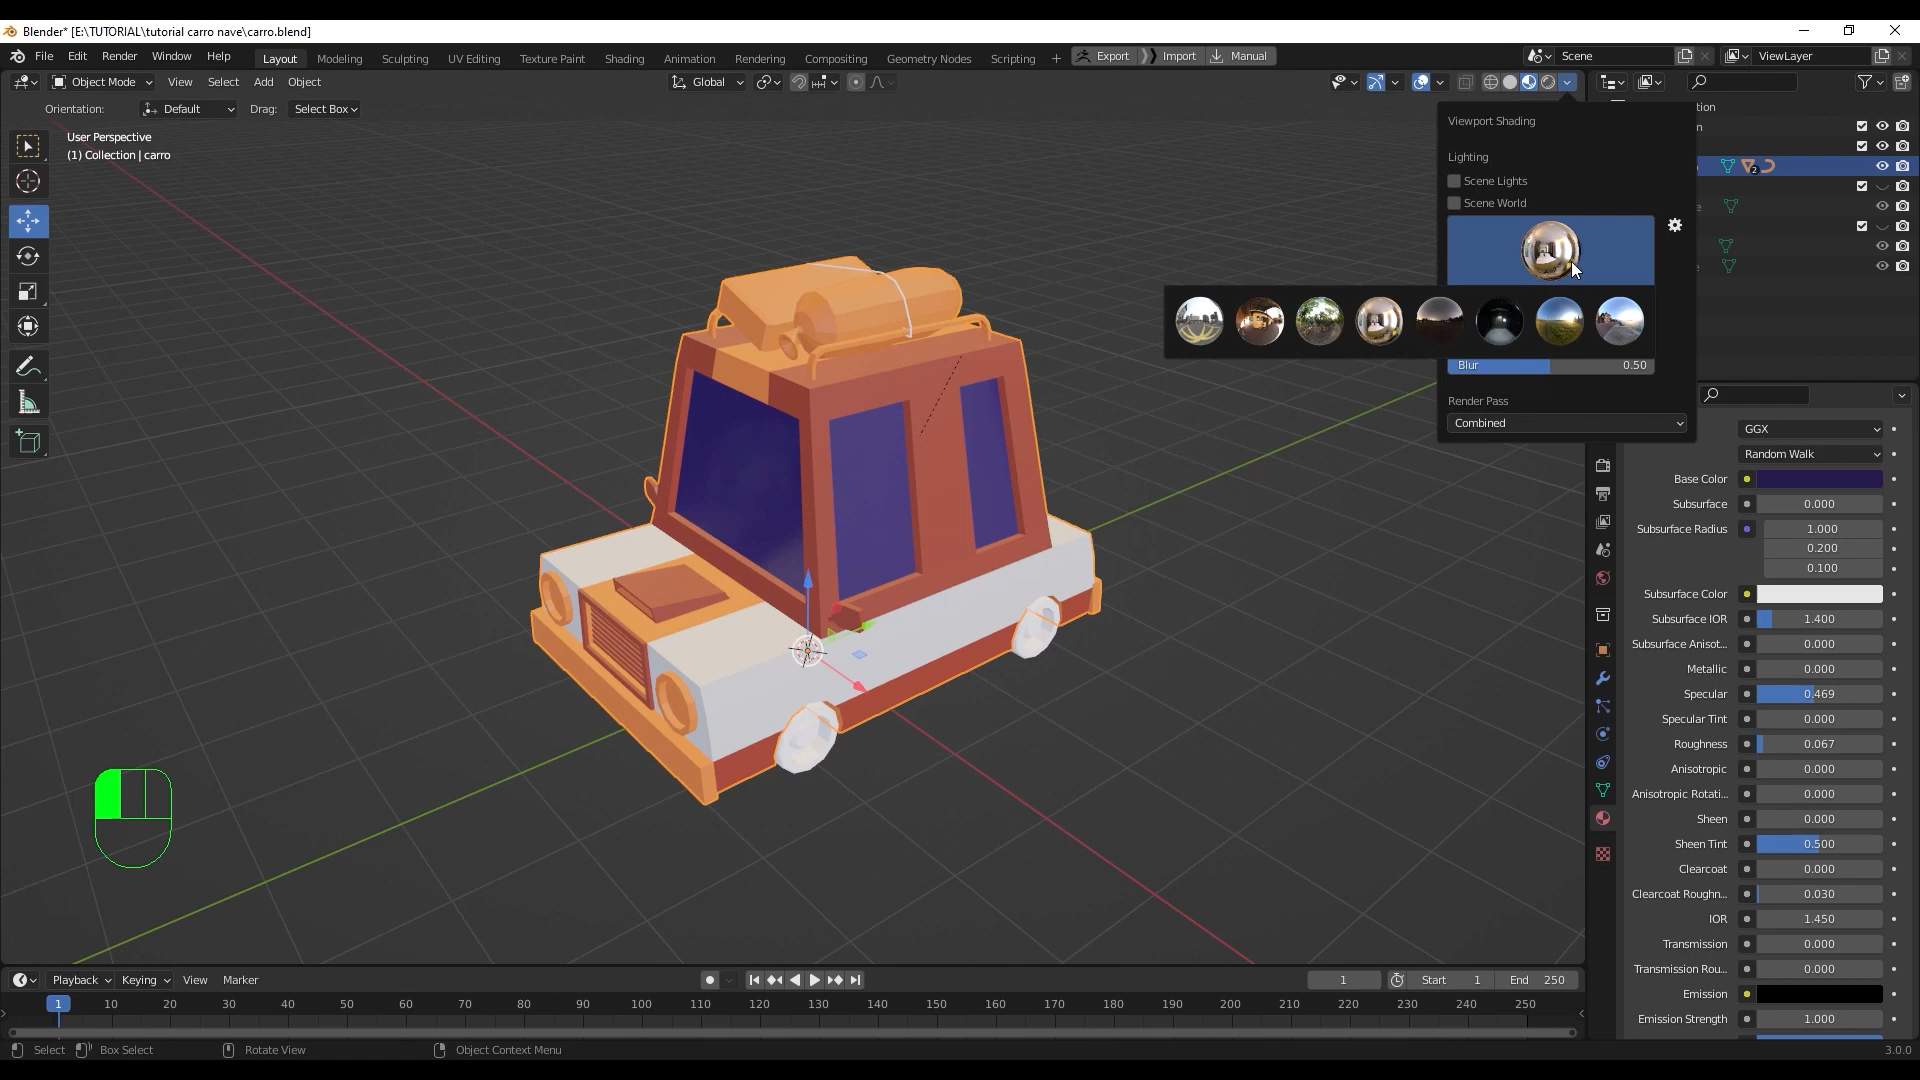 Blender* [E:\TUTORIAL\tutorial carro nave\carro.blend]
File Edit Render Window Help Layout Modeling Sculpting UV Editing Texture Paint Shading Animation Rendering Compositing Geometry Nodes Scripting + Export Import Manual Scene ViewLayer
Object Mode View Select Add Object Global
Orientation: Default Drag: Select Box
User Perspective
(1) Collection | carro
Viewport Shading
Lighting
Scene Lights
Scene World
Blur 0.50
Render Pass
Combined
GGX
Random Walk
Base Color
Subsurface 0.000
Subsurface Radius 1.000
0.200
0.100
Subsurface Color
Subsurface IOR 1.400
Subsurface Anisot... 0.000
Metallic 0.000
Specular 0.469
Specular Tint 0.000
Roughness 0.067
Anisotropic 0.000
Anisotropic Rotati... 0.000
Sheen 0.000
Sheen Tint 0.500
Clearcoat 0.000
Clearcoat Roughn... 0.030
IOR 1.450
Transmission 0.000
Transmission Rou... 0.000
Emission
Emission Strength 1.000
Playback Keying View Marker 1 Start 1 End 250
1 10 20 30 40 50 60 70 80 90 100 110 120 130 140 150 160 170 180 190 200 210 220 230 240 250
Select Box Select Rotate View Object Context Menu 3.0.0